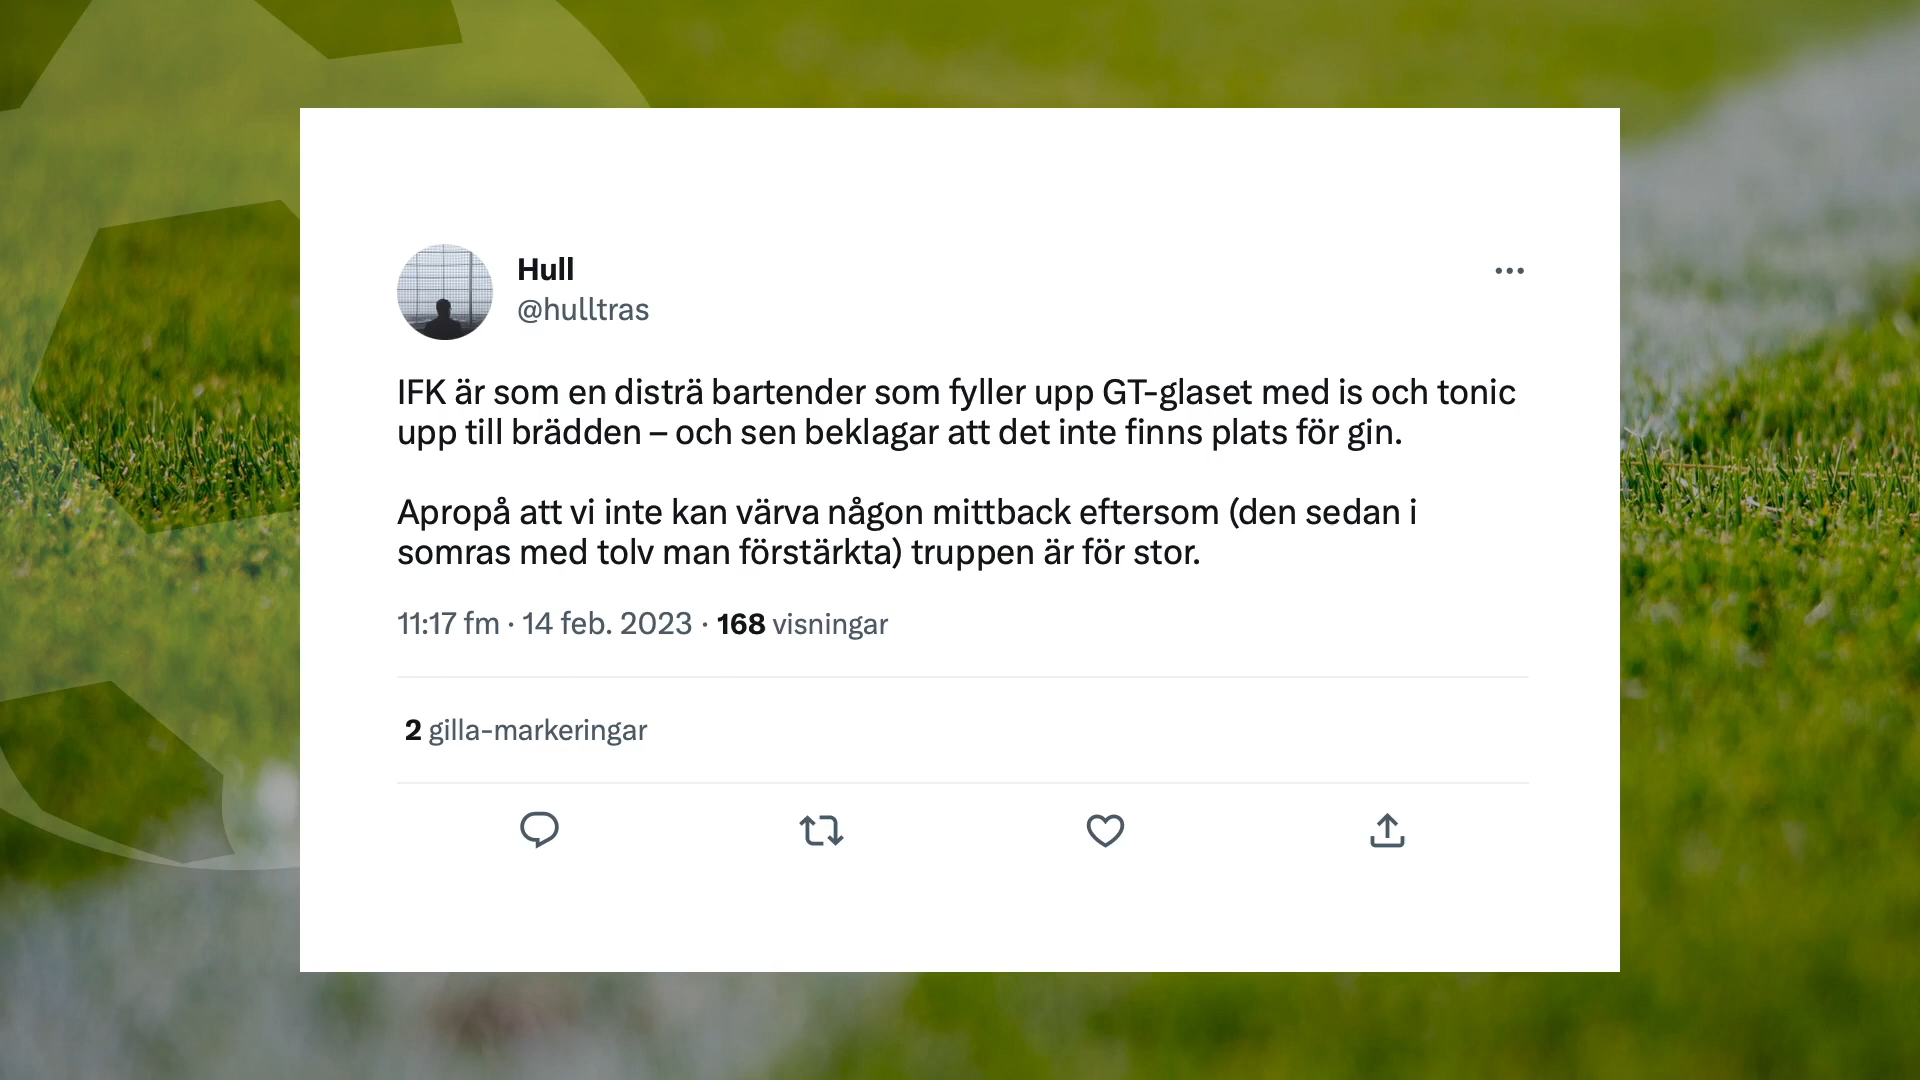 Hull
@hulltras
IFK är som en disträ bartender som fyller upp GT-glaset med is och tonic
upp till brädden – och sen beklagar att det inte finns plats för gin.
Apropå att vi inte kan värva någon mittback eftersom (den sedan i
somras med tolv man förstärkta) truppen är för stor.
11:17 fm · 14 feb. 2023 · 168 visningar
2 gilla-markeringar